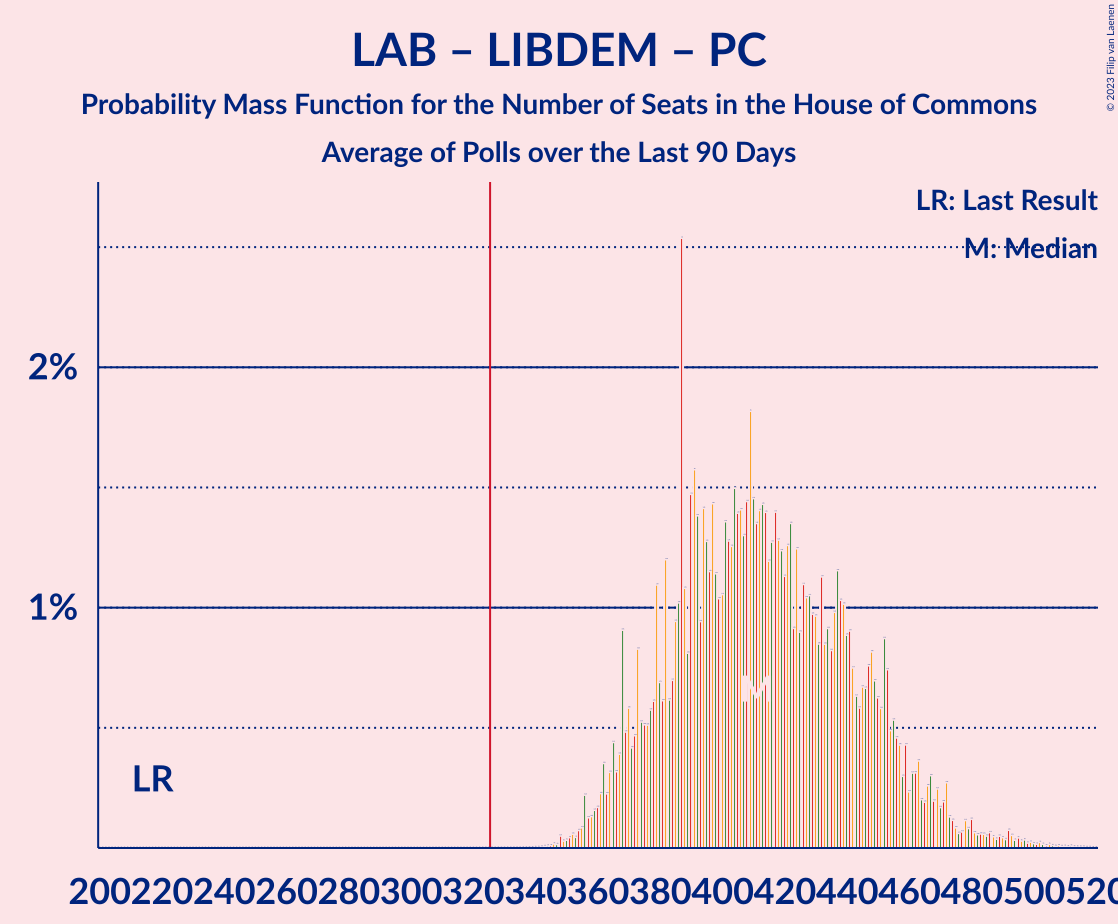 © 2023 Filip van Laenen
LAB – LIBDEM – PC
Probability Mass Function for the Number of Seats in the House of Commons
Average of Polls over the Last 90 Days
LR: Last Result
M: Median
2%
1%
M
LR
200 220 240 260 280 300 320 340 360 380 400 420 440 460 480 500 520